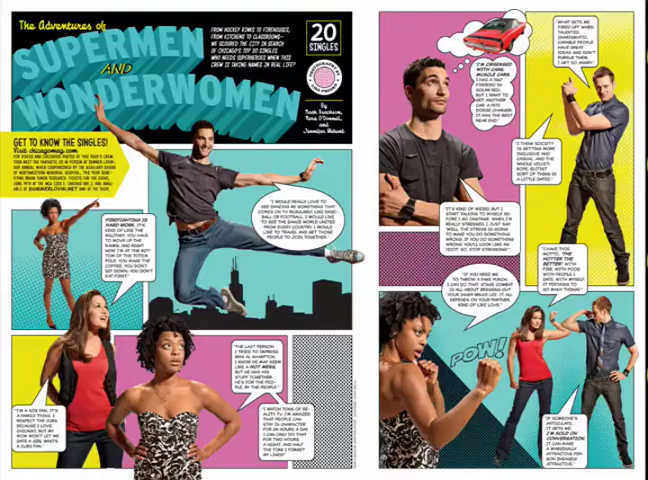 The Adventures of
SUPERMEN
AND
WONDERWOMEN
FROM HOCKEY RINKS TO FIREHOUSES,
FROM KITCHENS TO CLASSROOMS—
WE SCOURED THE CITY IN SEARCH
OF CHICAGO'S TOP 20 SINGLES.
WHO NEEDS SUPERHEROES WHEN THIS
CREW IS TAKING NAMES IN REAL LIFE?
20
SINGLES
PHOTOGRAPHY BY
By
GET TO KNOW THE SINGLES!
Visit chicagomag.com
I WOULD REALLY LOVE TO
SEE DANCING BE SOMETHING THAT
COMES ON TV REGULARLY LIKE BASE-
BALL OR FOOTBALL. I WOULD LIKE
TO SEE THE SPACE WORLD LASTED
FROM EVERY COUNTRY. I WOULD
LIKE TO TRAVEL AND GET THOSE
PEOPLE TO JOIN TOGETHER."
"FIREFIGHTING IS
HARD WORK. IT'S
KIND OF LIKE THE
MILITARY. YOU HAVE
TO MOVE UP THE
RANKS, AND RIGHT
NOW I'M AT THE BOT-
TOM OF THE TOTEM
POLE. YOU MAKE THE
COFFEE; YOU DON'T
SIT DOWN; YOU DON'T
EAT FIRST."
"THE LAST PERSON
I TRIED TO IMPRESS
WAS AL SHARPTON.
I KNOW HE MAY SEEM
LIKE A HOT MESS,
BUT HE HAS HIS
STUFF TOGETHER.
HE'S FOR THE PEO-
PLE, BY THE PEOPLE."
"I'M A SOX FAN. IT'S
A FAMILY THING. I
RESPECT THE CUBS
BECAUSE I LOVE
CHICAGO, BUT MY
MOM WON'T LET ME
DATE A GIRL WHO'S
A CUBS FAN."
"I WATCH TONS OF RE-
ALITY TV. I'M AMAZED
THAT PEOPLE CAN
STAY IN CHARACTER
FOR 24 HOURS A DAY.
I CAN ONLY DO THAT
FOR TWO HOURS
A NIGHT, AND HALF
THE TIME I FORGET
MY LINES!"
"I'M OBSESSED
WITH CARS,
MUSCLE CARS.
I HAVE A '96
FIREBIRD IN
SOLAR RED,
BUT I WANT TO
GET ANOTHER
CAR: A '970
DODGE CHARGER.
IT HAS THE BEST
REAR END."
"WHAT GETS ME
FIRED UP? WHEN
TALENTED,
CHARISMATIC,
CAPABLE PEOPLE
HAVE GREAT
IDEAS AND DON'T
PURSUE THEM.
I GET SO ANGRY."
"I THINK SOCIETY
IS GETTING MORE
INCLUSIVE AND
CASUAL, AND THE
WHOLE VELVET-
ROPE, ELITIST
SORT OF THING IS
A LITTLE DATED."
"IT'S KIND OF WEIRD, BUT I
START TALKING TO MYSELF BE-
FORE I GO ONSTAGE. WHEN I'M
REALLY STRESSED, I JUST SAY,
'WELL, THE STRESS IS GOING
TO MAKE YOU DO SOMETHING
WRONG. IF YOU DO SOMETHING
WRONG, YOU'LL LOOK LIKE AN
IDIOT. SO, STOP STRESSING!'"
"I HAVE THIS
MOTTO, 'THE
HOTTER THE
BETTER': WITH
FIRE, WITH FOOD,
WITH PEOPLE I
DATE, WITH MYSELF.
IT PERTAINS TO
SO MANY THINGS."
"IF YOU NEED ME
TO THROW A FAKE PUNCH,
I CAN DO THAT. STAGE COMBAT
IS ALL ABOUT BRINGING OUT
YOUR INNER BRUCE LEE. IT ALL
DEPENDS ON YOUR PARTNER.
KIND OF LIKE LOVE."
POW!
"IF SOMEONE'S
ARTICULATE,
IT GETS ME.
I'M SOLD ON
CONVERSATION.
IT CAN MAKE
A MARGINALLY
ATTRACTIVE PER-
SON INSANELY
ATTRACTIVE."